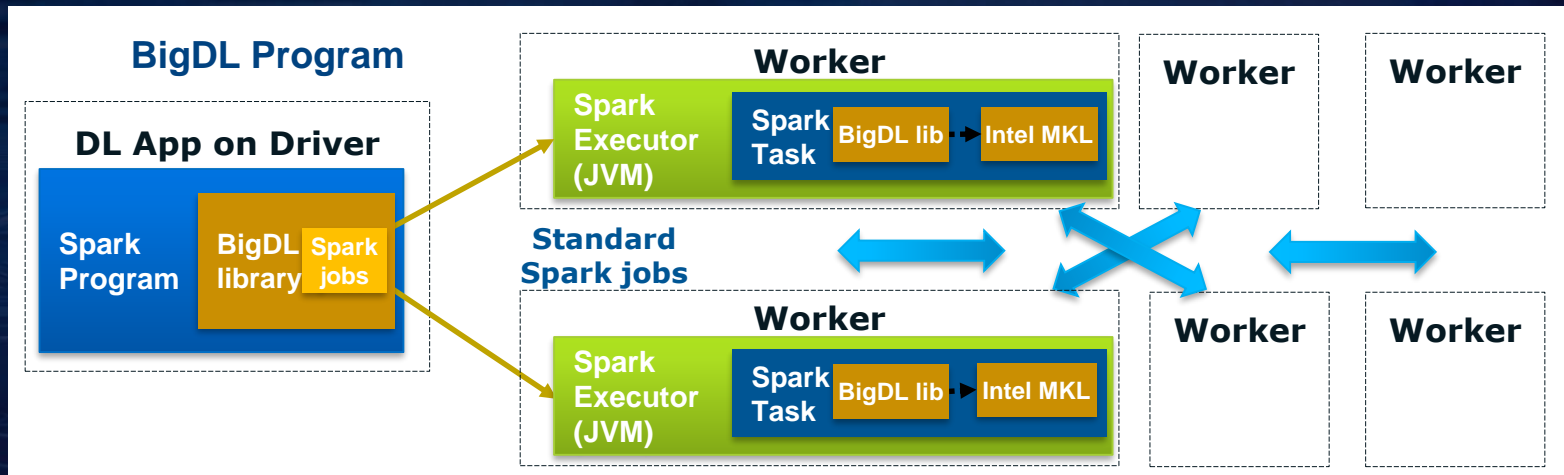 BigDL Program
DL App on Driver
Spark
Program
BigDL
library
Spark
jobs
Worker
Spark
Executor
(JVM)
Spark
Task
BigDL lib
Intel MKL
Worker
Worker
Standard
Spark jobs
Worker
Spark
Executor
(JVM)
Spark
Task
BigDL lib
Intel MKL
Worker
Worker